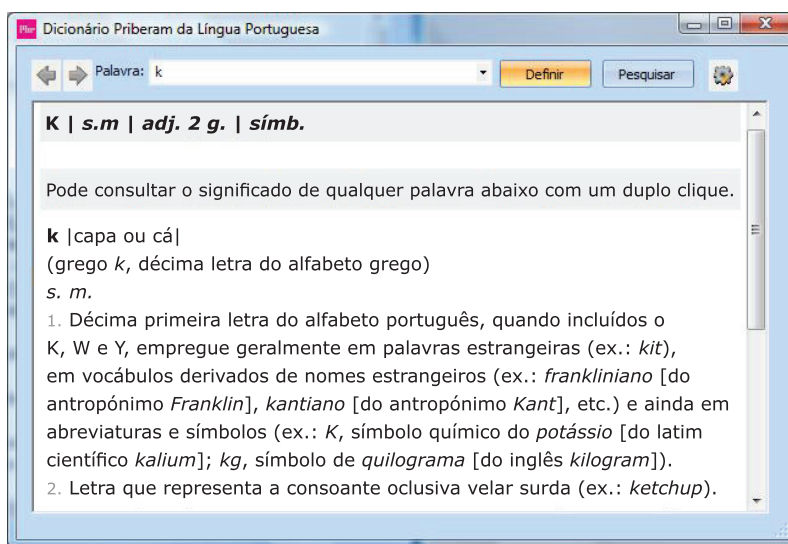 Dicionário Priberam da Língua Portuguesa
Palavra: k Definir Pesquisar
K | s.m | adj. 2 g. | símb.
Pode consultar o significado de qualquer palavra abaixo com um duplo clique.
k |capa ou cá|
(grego k, décima letra do alfabeto grego)
s. m.
1. Décima primeira letra do alfabeto português, quando incluídos o
K, W e Y, empregue geralmente em palavras estrangeiras (ex.: kit),
em vocábulos derivados de nomes estrangeiros (ex.: frankliniano [do
antropónimo Franklin], kantiano [do antropónimo Kant], etc.) e ainda em
abreviaturas e símbolos (ex.: K, símbolo químico do potássio [do latim
científico kalium]; kg, símbolo de quilograma [do inglês kilogram]).
2. Letra que representa a consoante oclusiva velar surda (ex.: ketchup).